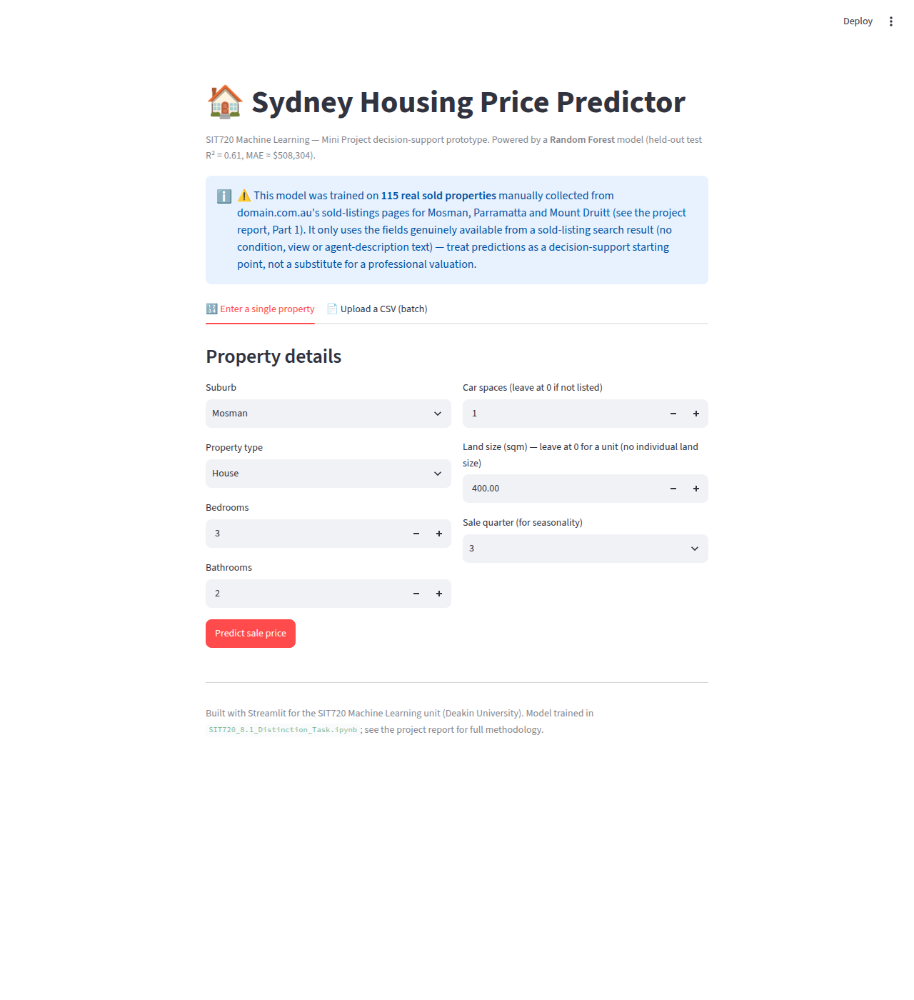 Deploy
🏠 Sydney Housing Price Predictor
SIT720 Machine Learning — Mini Project decision-support prototype. Powered by a Random Forest model (held-out test
R² = 0.61, MAE ≈ $508,304).
ℹ️ ⚠️ This model was trained on 115 real sold properties manually collected from
domain.com.au's sold-listings pages for Mosman, Parramatta and Mount Druitt (see the project
report, Part 1). It only uses the fields genuinely available from a sold-listing search result (no
condition, view or agent-description text) — treat predictions as a decision-support starting
point, not a substitute for a professional valuation.
🔢 Enter a single property
📄 Upload a CSV (batch)
Property details
Suburb
Mosman
Property type
House
Bedrooms
3
Bathrooms
2
Car spaces (leave at 0 if not listed)
1
Land size (sqm) — leave at 0 for a unit (no individual land
size)
400.00
Sale quarter (for seasonality)
3
Predict sale price
Built with Streamlit for the SIT720 Machine Learning unit (Deakin University). Model trained in
SIT720_8.1_Distinction_Task.ipynb ; see the project report for full methodology.